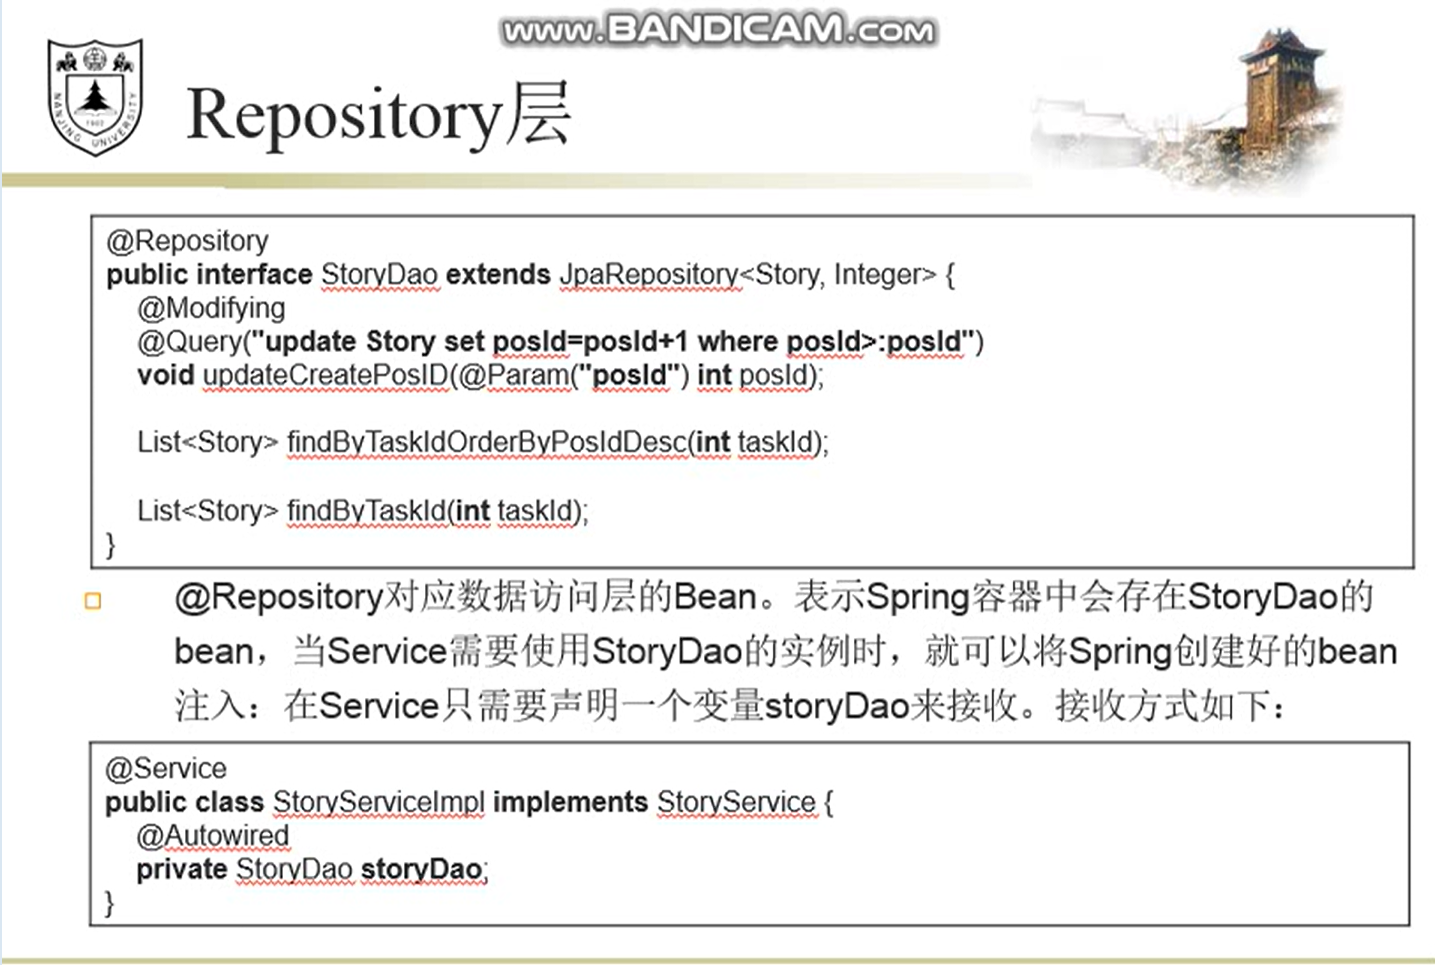 www.BANDICAM.com
NANJING UNIVERSITY
1902
Repository层
@Repository
public interface StoryDao extends JpaRepository<Story, Integer> {
@Modifying
@Query("update Story set posId=posId+1 where posId>:posId")
void updateCreatePosID(@Param("posId") int posId);
List<Story> findByTaskIdOrderByPosIdDesc(int taskId);
List<Story> findByTaskId(int taskId);
}
@Repository对应数据访问层的Bean。表示Spring容器中会存在StoryDao的
bean，当Service需要使用StoryDao的实例时，就可以将Spring创建好的bean
注入：在Service只需要声明一个变量storyDao来接收。接收方式如下：
@Service
public class StoryServiceImpl implements StoryService {
@Autowired
private StoryDao storyDao;
}